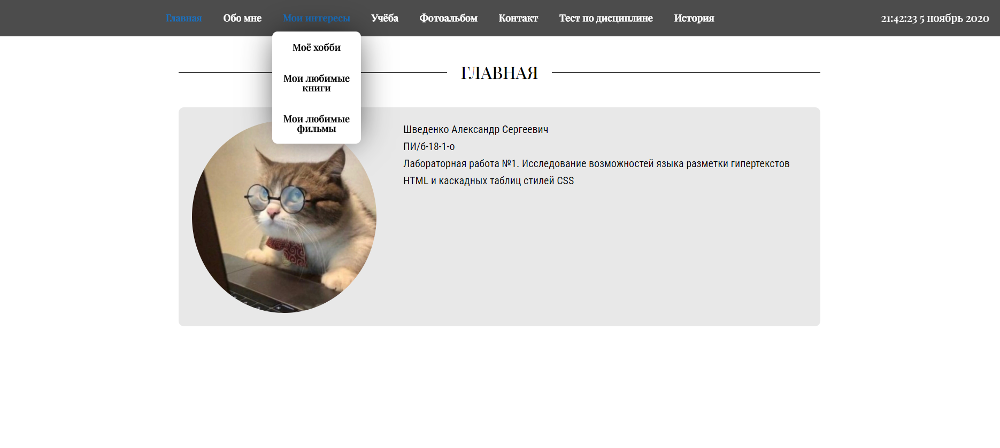 Главная Обо мне Мои интересы Учёба Фотоальбом Контакт Тест по дисциплине История 21:42:23 5 ноябрь 2020
Моё хобби
Мои любимые
книги
Мои любимые
фильмы
ГЛАВНАЯ
Шведенко Александр Сергеевич
ПИ/б-18-1-о
Лабораторная работа №1. Исследование возможностей языка разметки гипертекстов
HTML и каскадных таблиц стилей CSS